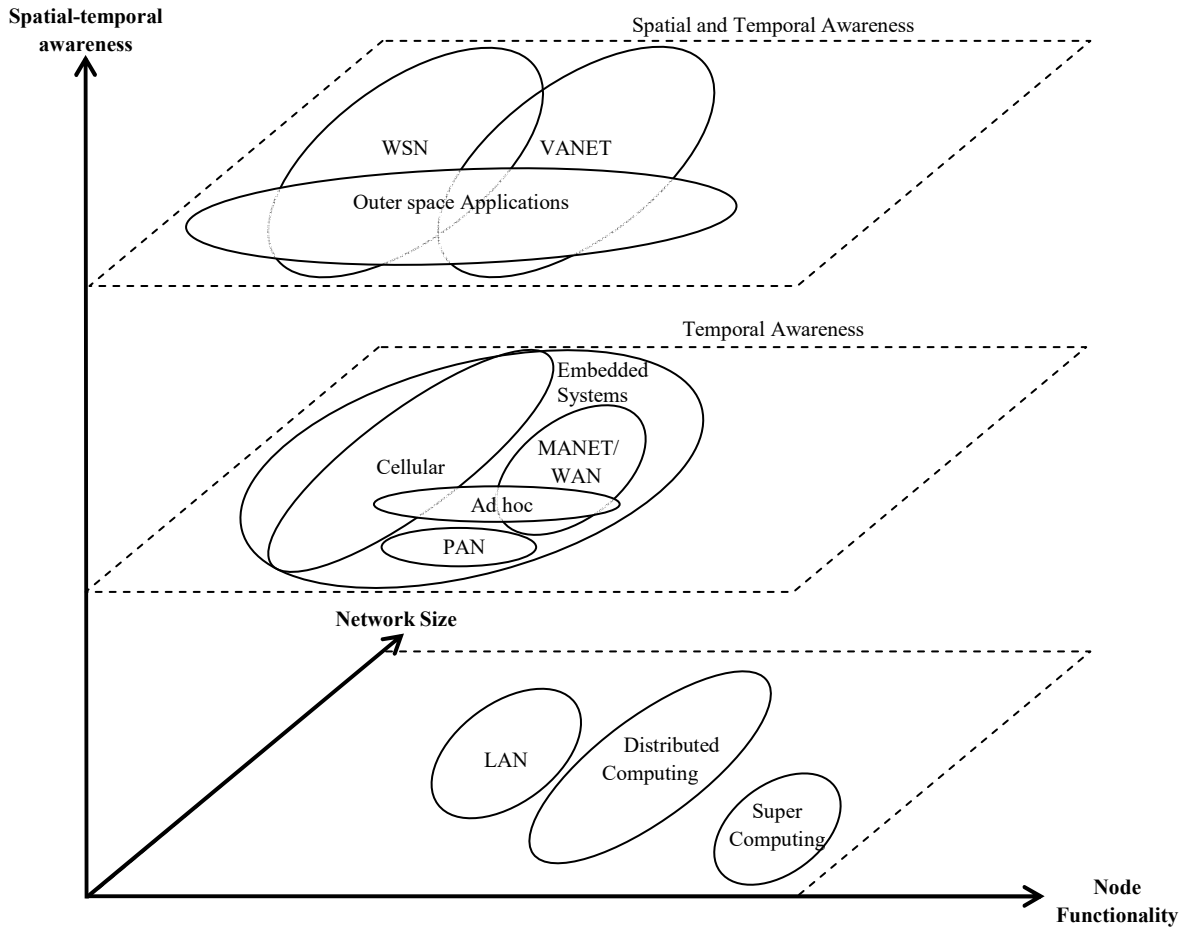 Spatial-temporal
awareness
Spatial and Temporal Awareness
WSN
VANET
Outer space Applications
Temporal Awareness
Embedded
Systems
MANET/
WAN
Cellular
Ad hoc
PAN
Network Size
LAN
Distributed
Computing
Super
Computing
Node
Functionality